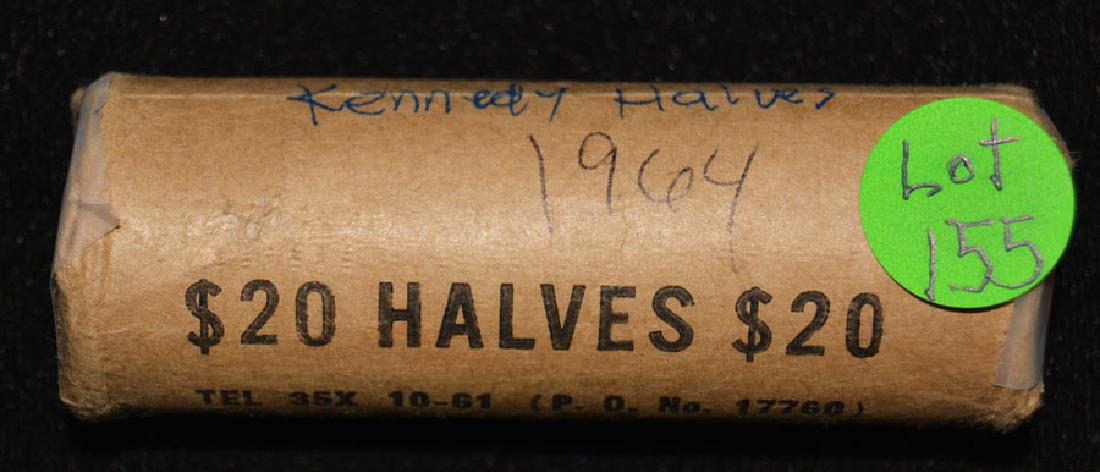 Kennedy Halves
1964
Lot
155
$20 HALVES $20
TEL 35X 10-61 (P. O. No. 17760)